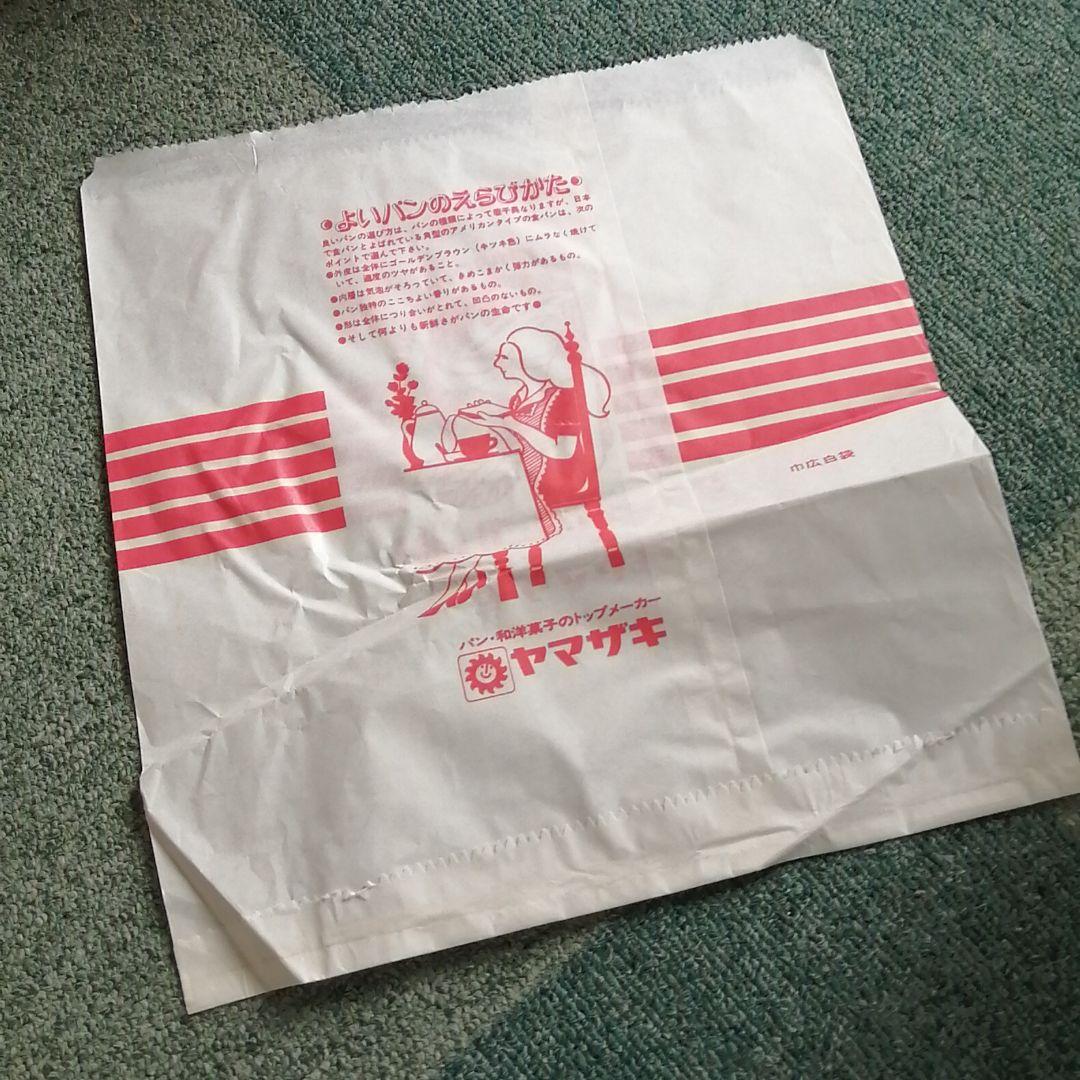 ●よいパンのえらびかた●
良いパンの選び方は、パンの種類によって若干異なりますが、日本
で食パンとよばれている角型のアメリカンタイプの食パンは、次の
ポイントで選んで下さい。
●外皮は全体にゴールデンブラウン(キツネ色)にムラなく焼けて
いて、適度のツヤがあること。
●内層は気泡がそろっていて、きめこまかく弾力があるもの。
●パン独特のここちよい香りがあるもの。
●形は全体につり合いがとれて、凹凸のないもの。
●そして何よりも新鮮さがパンの生命です●
巾広白袋
パン・和洋菓子のトップメーカー
ヤマザキ